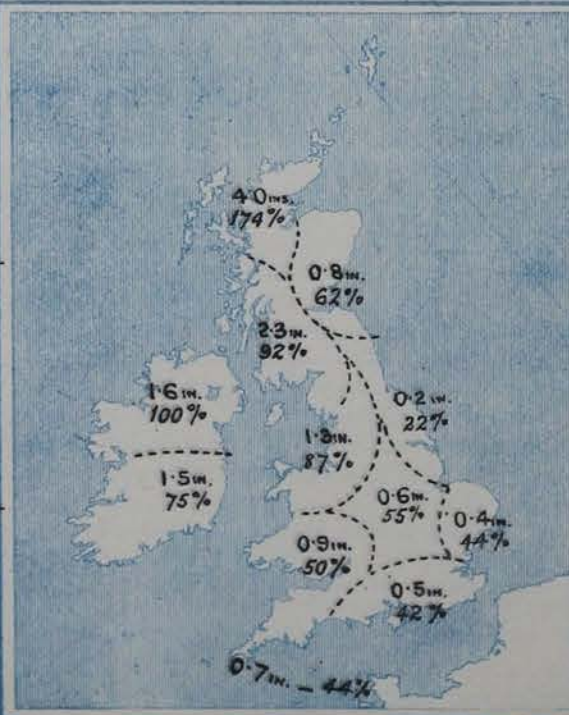 4·0 INS.
174%
0·8 IN.
62%
2·3 IN.
92%
1·6 IN.
100%
0·2 IN.
22%
1·3 IN.
87%
1·5 IN.
75%
0·6 IN.
55%
0·4 IN.
44%
0·9 IN.
50%
0·5 IN.
42%
0·7 IN. – 44%